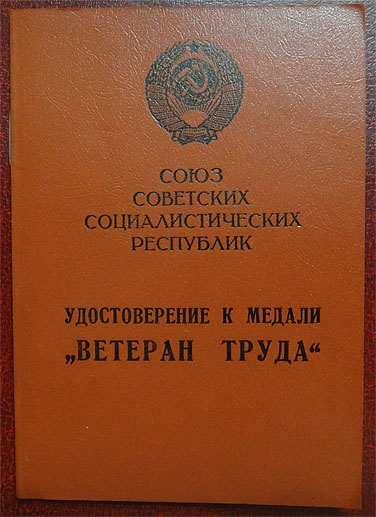 СОЮЗ
СОВЕТСКИХ
СОЦИАЛИСТИЧЕСКИХ
РЕСПУБЛИК
УДОСТОВЕРЕНИЕ К МЕДАЛИ
„ВЕТЕРАН ТРУДА“